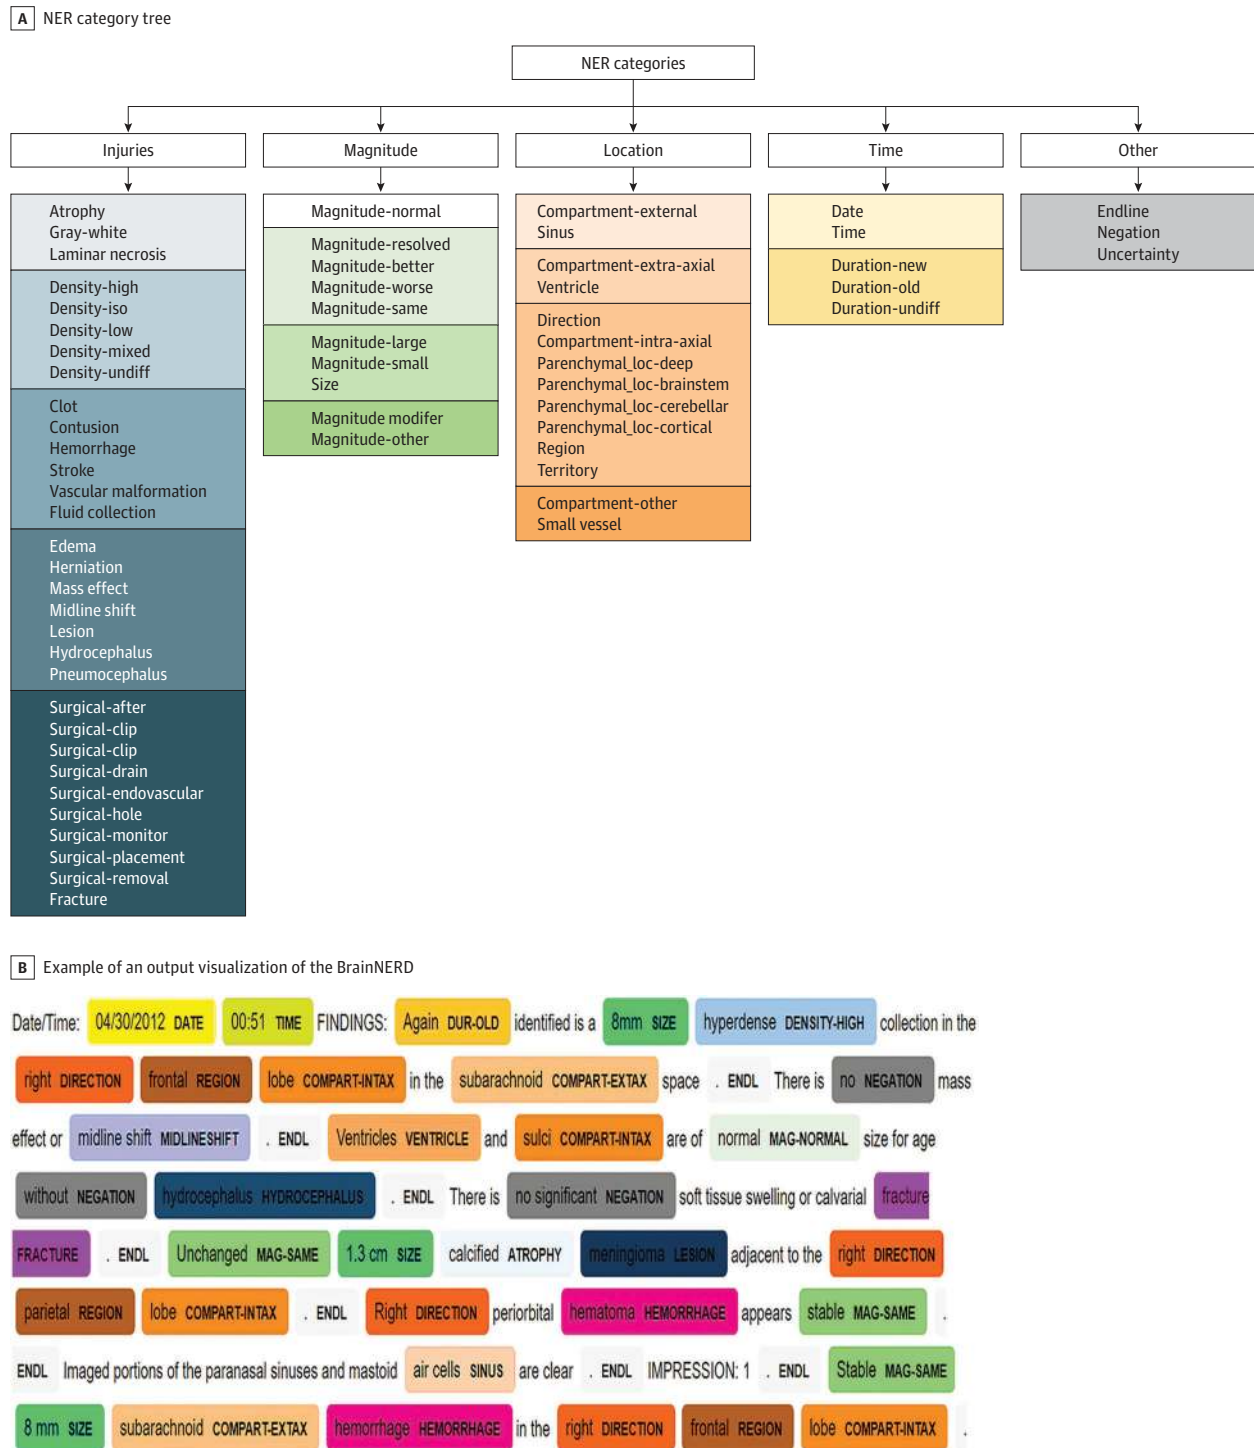 A NER category tree
NER categories
Injuries
Magnitude
Location
Time
Other
Atrophy
Gray-white
Laminar necrosis
Density-high
Density-iso
Density-low
Density-mixed
Density-undiff
Clot
Contusion
Hemorrhage
Stroke
Vascular malformation
Fluid collection
Edema
Herniation
Mass effect
Midline shift
Lesion
Hydrocephalus
Pneumocephalus
Surgical-after
Surgical-clip
Surgical-clip
Surgical-drain
Surgical-endovascular
Surgical-hole
Surgical-monitor
Surgical-placement
Surgical-removal
Fracture
Magnitude-normal
Magnitude-resolved
Magnitude-better
Magnitude-worse
Magnitude-same
Magnitude-large
Magnitude-small
Size
Magnitude modifer
Magnitude-other
Compartment-external
Sinus
Compartment-extra-axial
Ventricle
Direction
Compartment-intra-axial
Parenchymal_loc-deep
Parenchymal_loc-brainstem
Parenchymal_loc-cerebellar
Parenchymal_loc-cortical
Region
Territory
Compartment-other
Small vessel
Date
Time
Duration-new
Duration-old
Duration-undiff
Endline
Negation
Uncertainty
B Example of an output visualization of the BrainNERD
Date/Time: 04/30/2012 DATE 00:51 TIME FINDINGS: Again DUR-OLD identified is a 8mm SIZE hyperdense DENSITY-HIGH collection in the
right DIRECTION frontal REGION lobe COMPART-INTAX in the subarachnoid COMPART-EXTAX space . ENDL There is no NEGATION mass
effect or midline shift MIDLINESHIFT . ENDL Ventricles VENTRICLE and sulci COMPART-INTAX are of normal MAG-NORMAL size for age
without NEGATION hydrocephalus HYDROCEPHALUS . ENDL There is no significant NEGATION soft tissue swelling or calvarial fracture
FRACTURE . ENDL Unchanged MAG-SAME 1.3 cm SIZE calcified ATROPHY meningioma LESION adjacent to the right DIRECTION
parietal REGION lobe COMPART-INTAX . ENDL Right DIRECTION periorbital hematoma HEMORRHAGE appears stable MAG-SAME .
ENDL Imaged portions of the paranasal sinuses and mastoid air cells SINUS are clear . ENDL IMPRESSION: 1 . ENDL Stable MAG-SAME
8 mm SIZE subarachnoid COMPART-EXTAX hemorrhage HEMORRHAGE in the right DIRECTION frontal REGION lobe COMPART-INTAX .